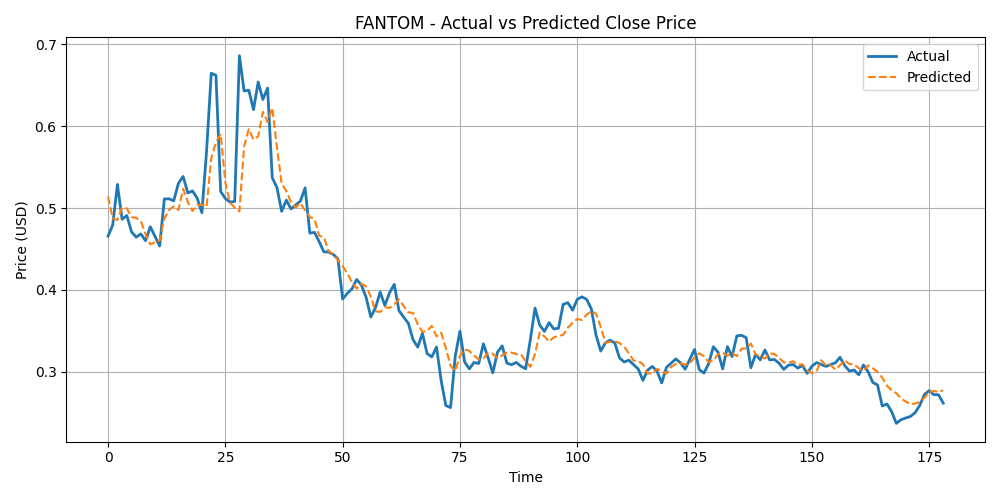 FANTOM - Actual vs Predicted Close Price
Actual
Predicted
Price (USD)
0.7
0.6
0.5
0.4
0.3
0 25 50 75 100 125 150 175
Time